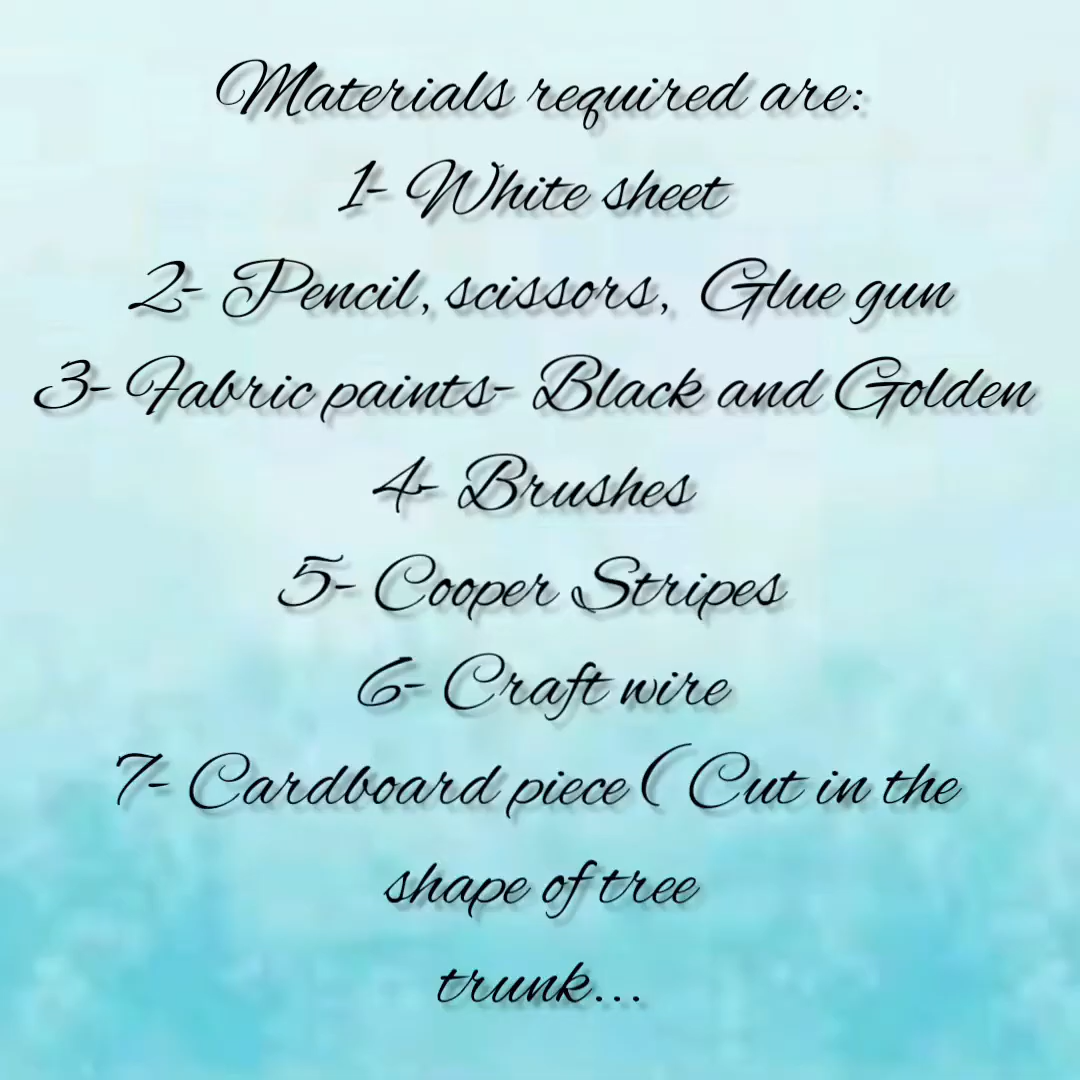 Materials required are:
1- White sheet
2- Pencil, scissors, Glue gun
3- Fabric paints- Black and Golden
4- Brushes
5- Cooper Stripes
6- Craft wire
7- Cardboard piece ( Cut in the
shape of tree
trunk...